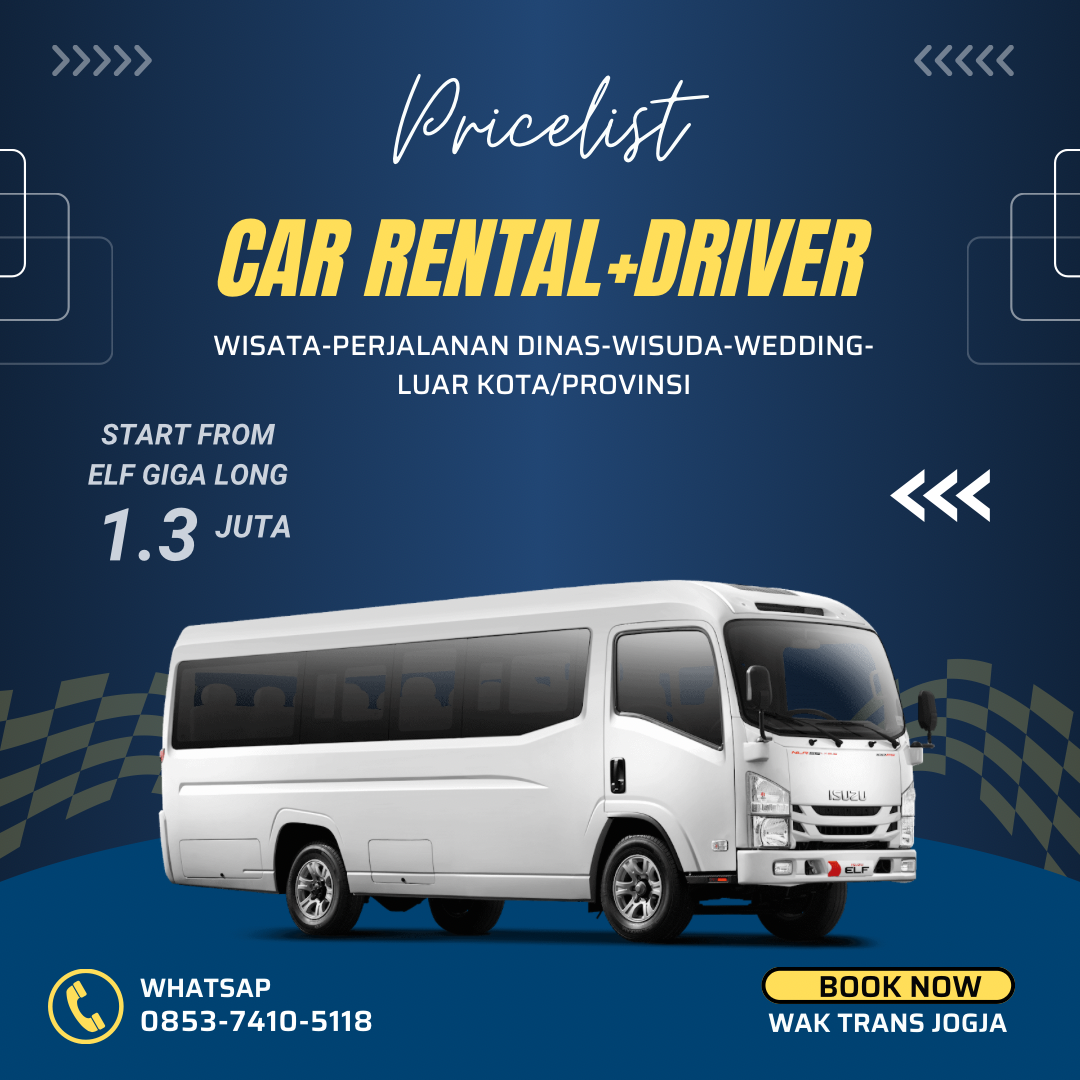 Pricelist
CAR RENTAL+DRIVER
WISATA-PERJALANAN DINAS-WISUDA-WEDDING-
LUAR KOTA/PROVINSI
START FROM
ELF GIGA LONG
1.3 JUTA
ISUZU
ELF
WHATSAP
0853-7410-5118
BOOK NOW
WAK TRANS JOGJA